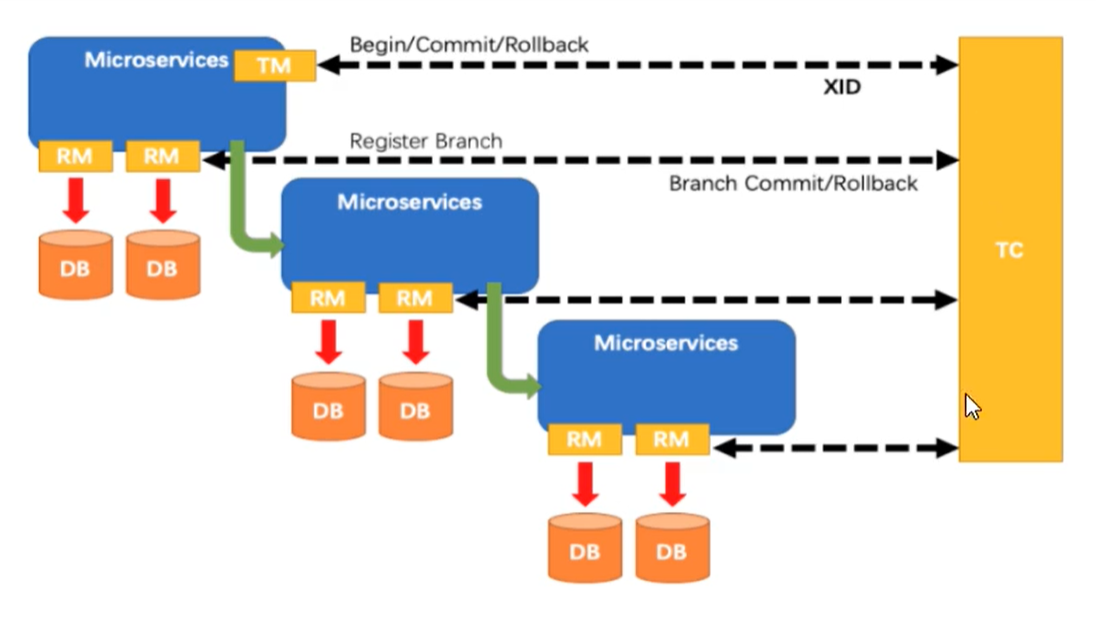 Begin/Commit/Rollback
Microservices
TM
XID
Register Branch
RM
RM
Branch Commit/Rollback
Microservices
TC
DB
DB
RM
RM
Microservices
DB
DB
RM
RM
DB
DB